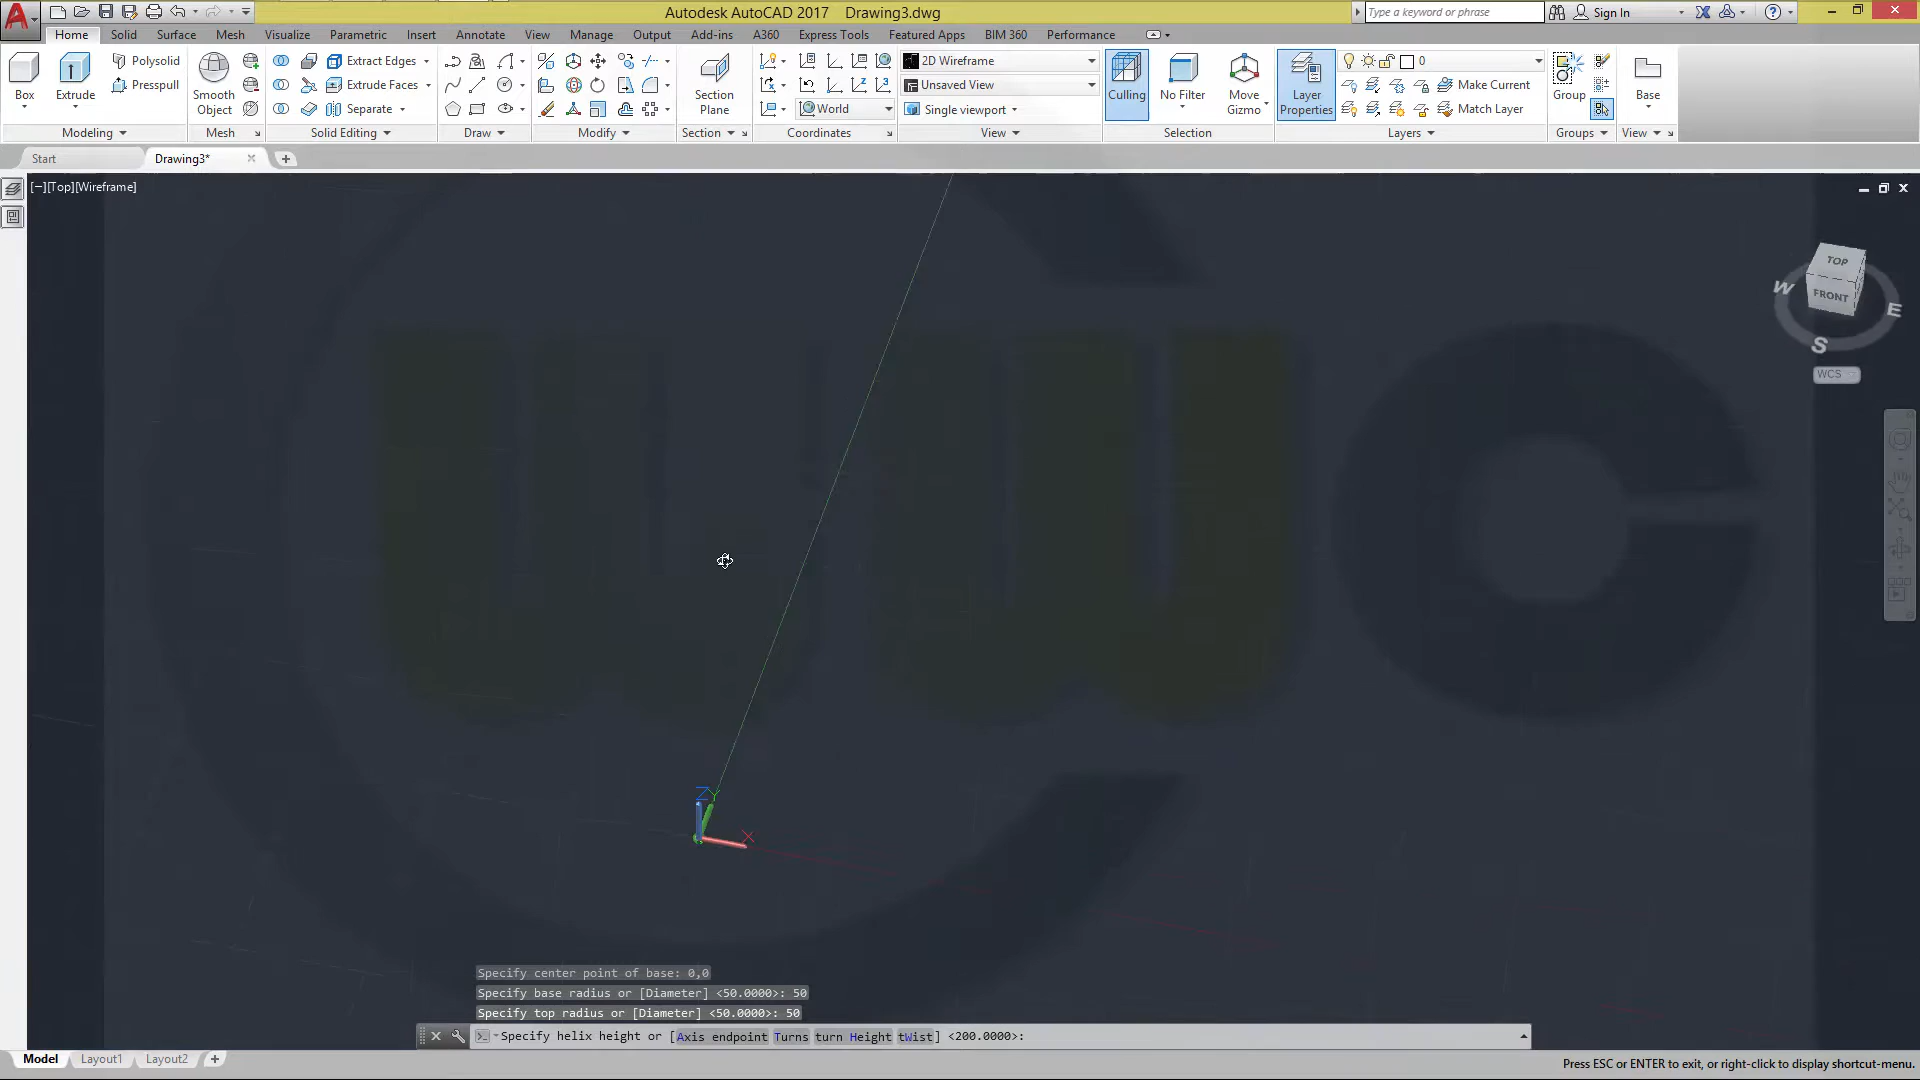 Autodesk AutoCAD 2017 Drawing3.dwg
Type a keyword or phrase
Sign In
Home Solid Surface Mesh Visualize Parametric Insert Annotate View Manage Output Add-ins A360 Express Tools Featured Apps BIM 360 Performance
Box
Extrude
Polysolid
Presspull
Modeling
Smooth Object
Mesh
Extract Edges
Extrude Faces
Separate
Solid Editing
Draw
Modify
Section Plane
Section
World
Coordinates
2D Wireframe
Unsaved View
Single viewport
View
Culling
No Filter
Move Gizmo
Selection
Layer Properties
0
Make Current
Match Layer
Layers
Group
Groups
Base
View
Start
Drawing3*
[−][Top][Wireframe]
TOP
FRONT
W
E
S
WCS
Z
Y
X
Specify center point of base: 0,0
Specify base radius or [Diameter] <50.0000>: 50
Specify top radius or [Diameter] <50.0000>: 50
Specify helix height or [Axis endpoint Turns turn Height tWist] <200.0000>:
Model Layout1 Layout2
Press ESC or ENTER to exit, or right-click to display shortcut-menu.